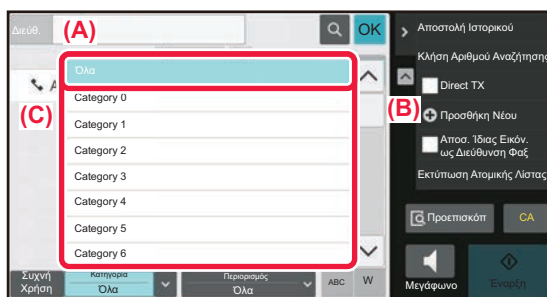 Διεύθ.
(A)
OK
Όλα
(C)
Category 0
Category 1
Category 2
Category 3
Category 4
Category 5
Category 6
Συχνή
Χρήση
Κατηγορία
Όλα
Περιορισμός
Όλα
ABC
W
Αποστολή Ιστορικού
Κλήση Αριθμού Αναζήτησης
Direct TX
(B)
Προσθήκη Νέου
Αποσ. Ίδιας Εικόν.
ως Διεύθυνση Φαξ
Εκτύπωση Ατομικής Λίστας
Προεπισκόπ
CA
Μεγάφωνο
Έναρξη